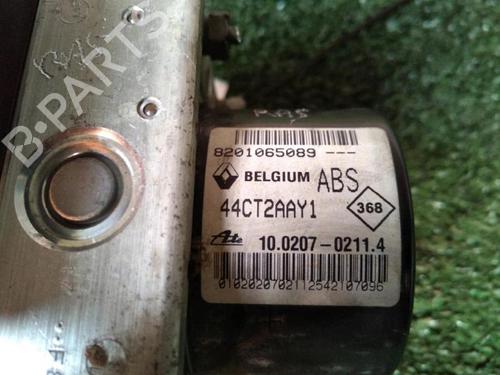 B-PARTS
8201065089 ---
BELGIUM ABS
44CT2AAY1
368
Ate 10.0207-0211.4
0102020702112542107096